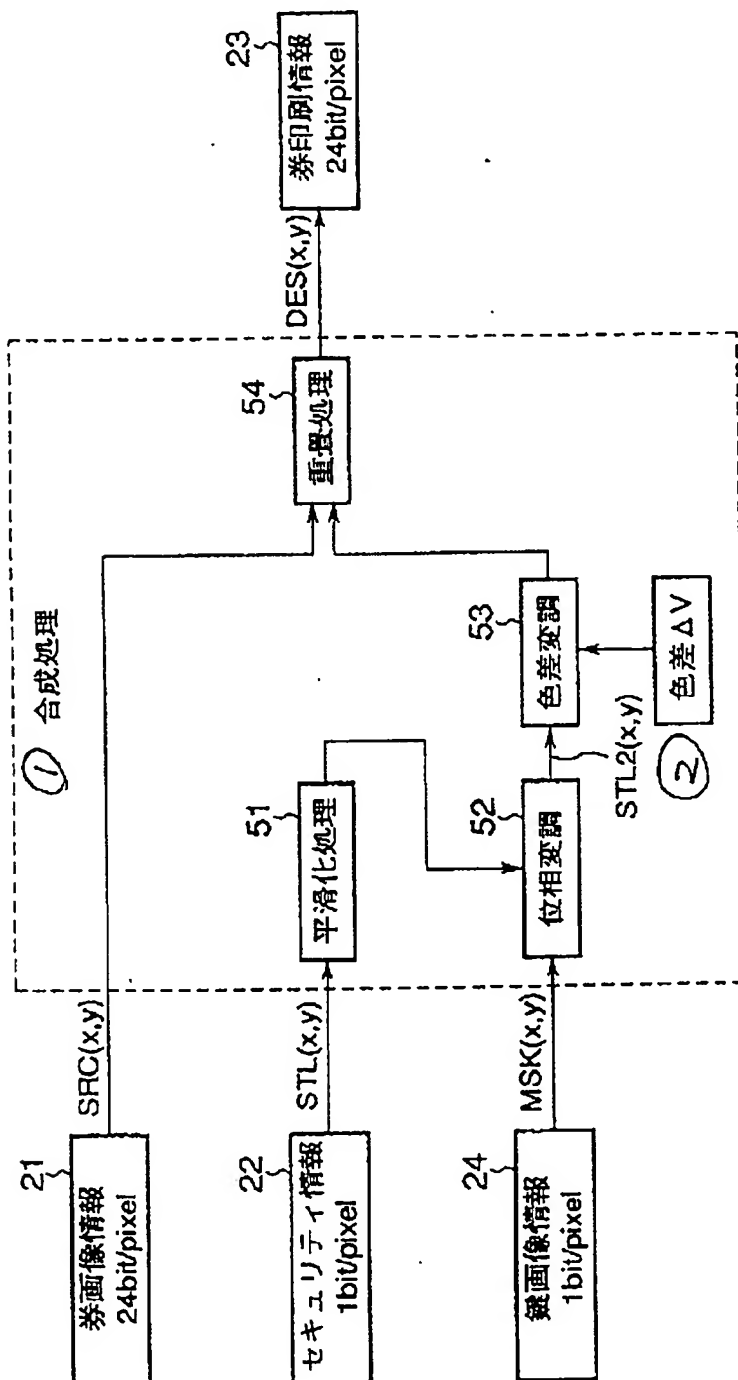 21
券画像情報
24bit/pixel
SRC(x,y)
22
セキュリティ情報
1bit/pixel
STL(x,y)
24
鍵画像情報
1bit/pixel
MSK(x,y)
① 合成処理
51
平滑化処理
52
位相変調
STL2(x,y)
②
53
色差変調
色差ΔV
54
重畳処理
DES(x,y)
23
券印刷情報
24bit/pixel